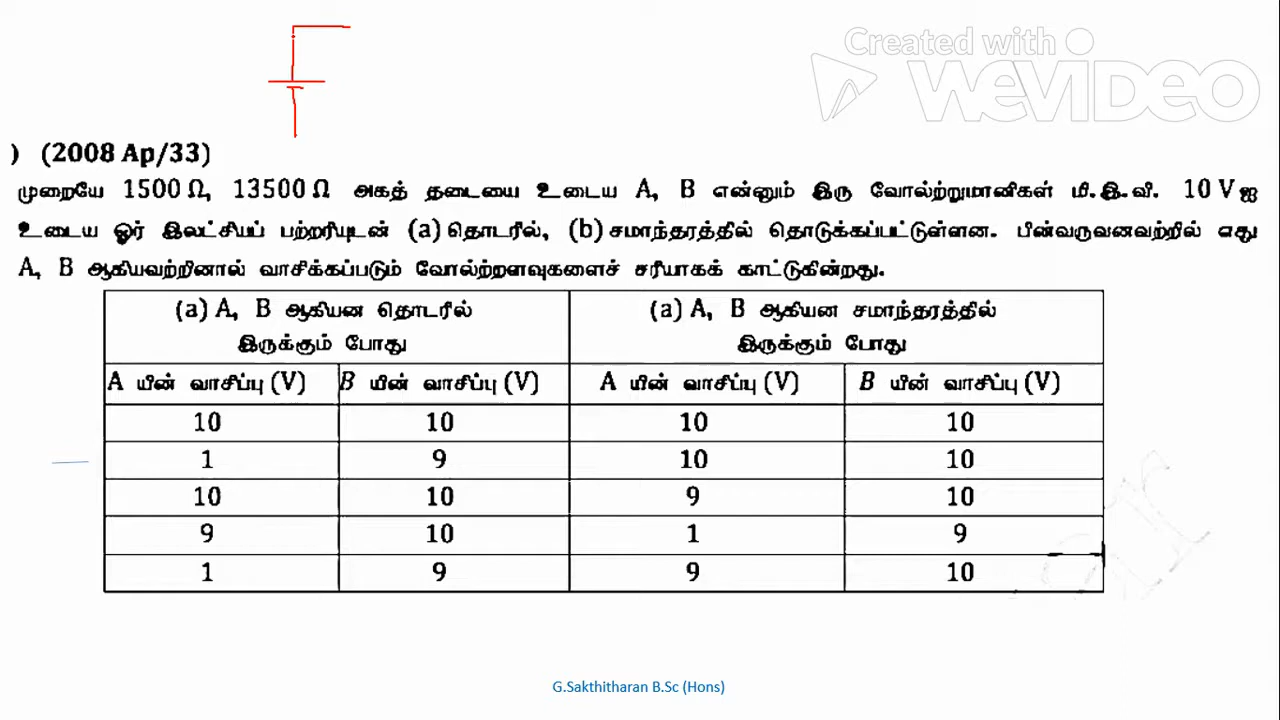 Created with
WEVIDEO
) (2008 Ap/33)
முறையே 1500 Ω, 13500 Ω அகத் தடையை உடைய A, B என்னும் இரு வோல்ற்றுமானிகள் மி.இ.வி. 10 V ஐ
உடைய ஓர் இலட்சியப் பற்றரியுடன் (a) தொடரில், (b) சமாந்தரத்தில் தொடுக்கப்பட்டுள்ளன. பின்வருவனவற்றில் எது
A, B ஆகியவற்றினால் வாசிக்கப்படும் வோல்ற்றளவுகளைச் சரியாகக் காட்டுகின்றது.
(a) A, B ஆகியன தொடரில் (a) A, B ஆகியன சமாந்தரத்தில்
இருக்கும் போது இருக்கும் போது
A யின் வாசிப்பு (V) B யின் வாசிப்பு (V) A யின் வாசிப்பு (V) B யின் வாசிப்பு (V)
10 10 10 10
1 9 10 10
10 10 9 10
9 10 1 9
1 9 9 10
G.Sakthitharan B.Sc (Hons)